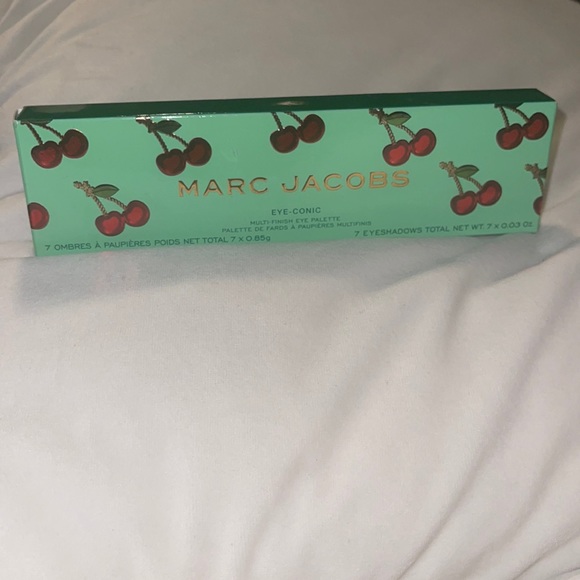 MARC JACOBS
EYE-CONIC
MULTI-FINISH EYE PALETTE
PALETTE DE FARDS À PAUPIÈRES MULTIFINIS
7 OMBRES À PAUPIÈRES POIDS NET TOTAL 7 x 0.85g
7 EYESHADOWS TOTAL NET WT. 7 x 0.03 Oz